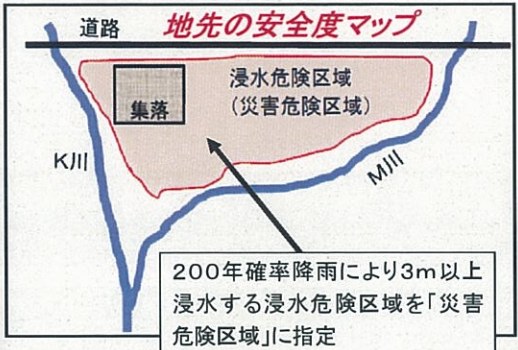 道路
地先の安全度マップ
浸水危険区域
(災害危険区域)
集落
K川
M川
200年確率降雨により3m以上
浸水する浸水危険区域を「災害
危険区域」に指定